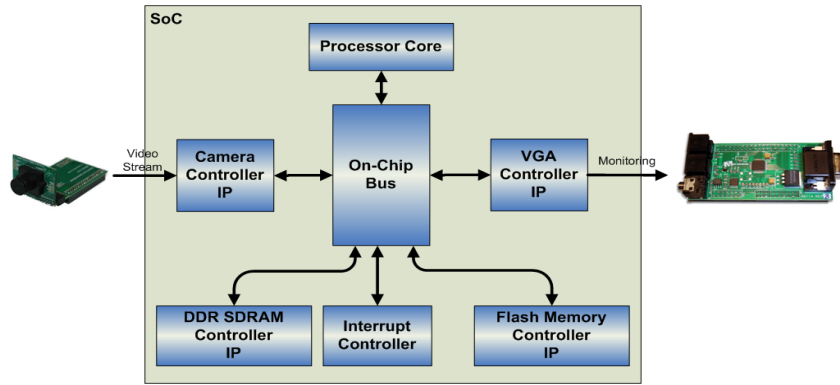 SoC
Processor Core
Video
Stream
Camera
Controller
IP
On-Chip
Bus
VGA
Controller
IP
Monitoring
DDR SDRAM
Controller
IP
Interrupt
Controller
Flash Memory
Controller
IP